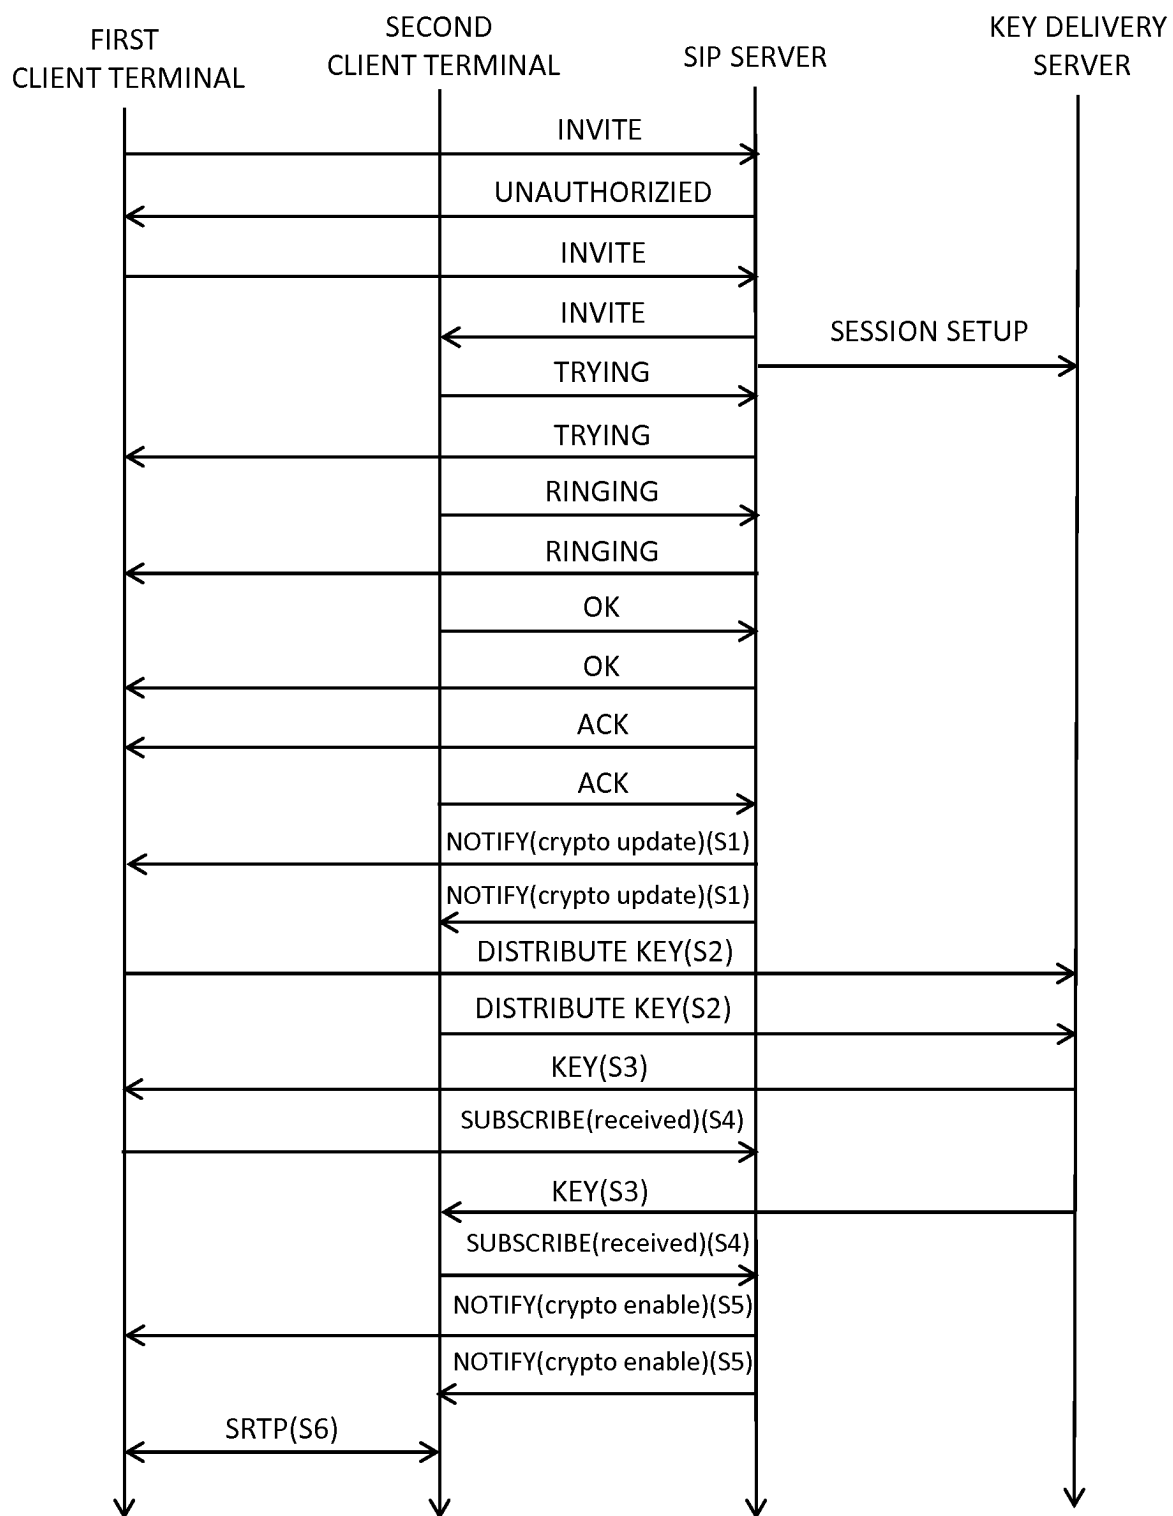 FIRST
CLIENT TERMINAL
SECOND
CLIENT TERMINAL
SIP SERVER
KEY DELIVERY
SERVER
INVITE
UNAUTHORIZIED
INVITE
INVITE
SESSION SETUP
TRYING
TRYING
RINGING
RINGING
OK
OK
ACK
ACK
NOTIFY(crypto update)(S1)
NOTIFY(crypto update)(S1)
DISTRIBUTE KEY(S2)
DISTRIBUTE KEY(S2)
KEY(S3)
SUBSCRIBE(received)(S4)
KEY(S3)
SUBSCRIBE(received)(S4)
NOTIFY(crypto enable)(S5)
NOTIFY(crypto enable)(S5)
SRTP(S6)